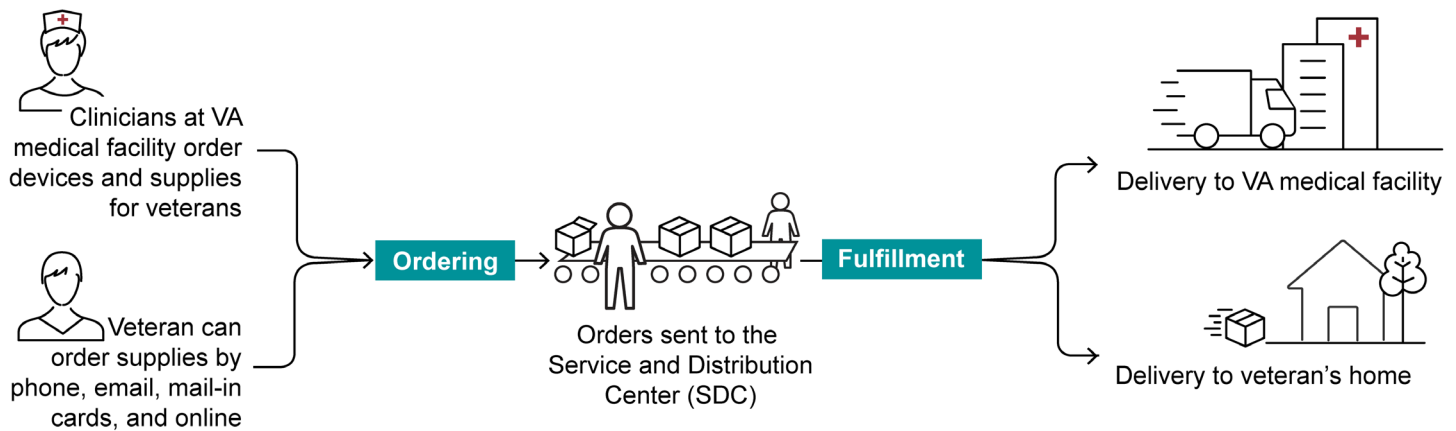 Clinicians at VA
medical facility order
devices and supplies
for veterans
Veteran can
order supplies by
phone, email, mail-in
cards, and online
Ordering
Orders sent to the
Service and Distribution
Center (SDC)
Fulfillment
Delivery to VA medical facility
Delivery to veteran's home